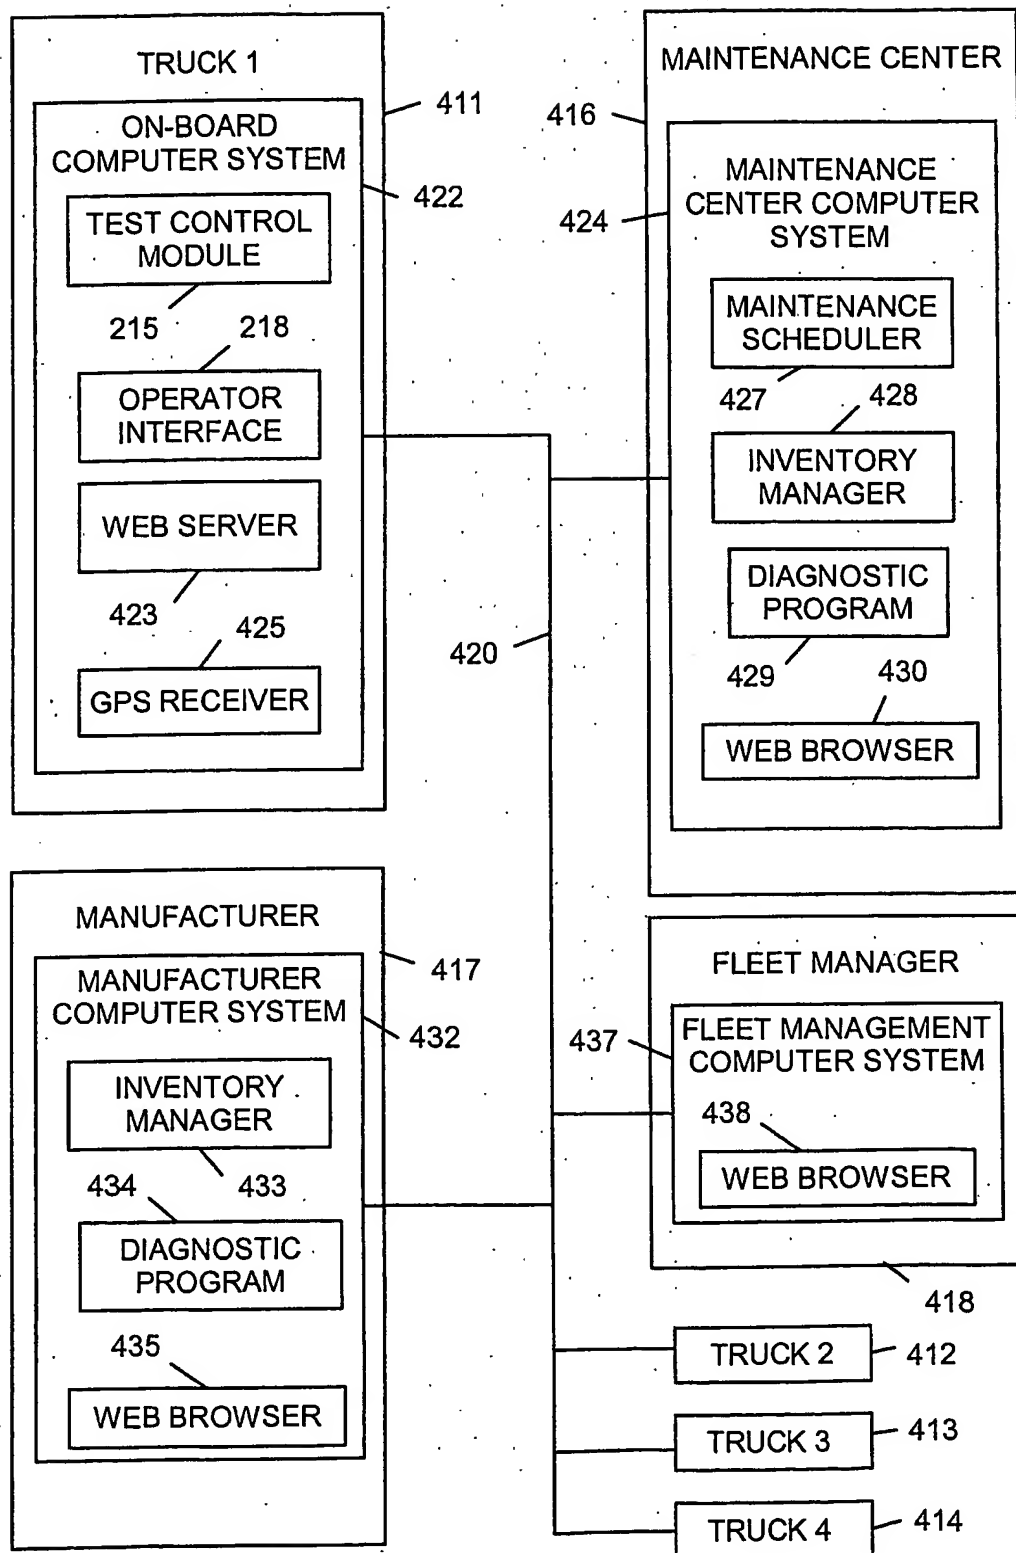 TRUCK 1
411
ON-BOARD
COMPUTER SYSTEM
422
TEST CONTROL
MODULE
215
218
OPERATOR
INTERFACE
WEB SERVER
423
425
GPS RECEIVER
420
MAINTENANCE CENTER
416
MAINTENANCE
CENTER COMPUTER
SYSTEM
424
MAINTENANCE
SCHEDULER
427
428
INVENTORY
MANAGER
DIAGNOSTIC
PROGRAM
429
430
WEB BROWSER
MANUFACTURER
417
MANUFACTURER
COMPUTER SYSTEM
432
INVENTORY
MANAGER
434
433
DIAGNOSTIC
PROGRAM
435
WEB BROWSER
FLEET MANAGER
437
FLEET MANAGEMENT
COMPUTER SYSTEM
438
WEB BROWSER
418
TRUCK 2
412
TRUCK 3
413
TRUCK 4
414